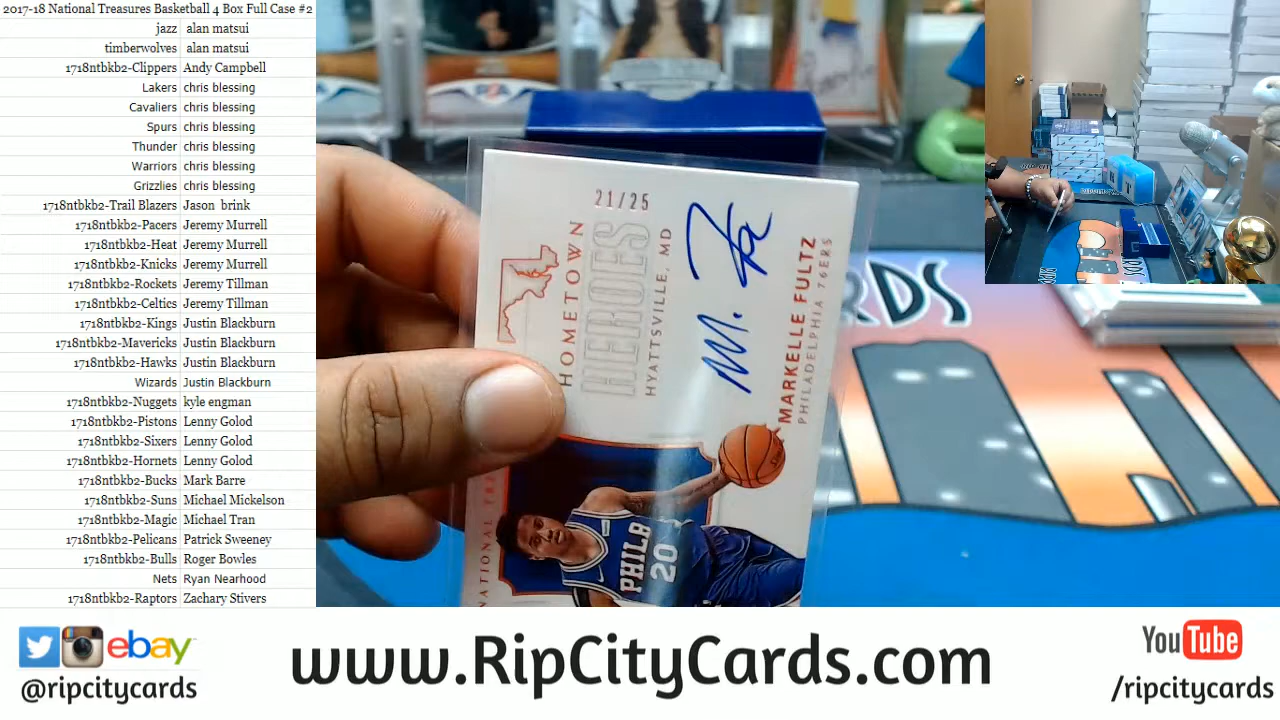 2017-18 National Treasures Basketball 4 Box Full Case #2
jazz alan matsui
timberwolves alan matsui
1718ntbkb2-Clippers Andy Campbell
Lakers chris blessing
Cavaliers chris blessing
Spurs chris blessing
Thunder chris blessing
Warriors chris blessing
Grizzlies chris blessing
1718ntbkb2-Trail Blazers Jason brink
1718ntbkb2-Pacers Jeremy Murrell
1718ntbkb2-Heat Jeremy Murrell
1718ntbkb2-Knicks Jeremy Murrell
1718ntbkb2-Rockets Jeremy Tillman
1718ntbkb2-Celtics Jeremy Tillman
1718ntbkb2-Kings Justin Blackburn
1718ntbkb2-Mavericks Justin Blackburn
1718ntbkb2-Hawks Justin Blackburn
Wizards Justin Blackburn
1718ntbkb2-Nuggets kyle engman
1718ntbkb2-Pistons Lenny Golod
1718ntbkb2-Sixers Lenny Golod
1718ntbkb2-Hornets Lenny Golod
1718ntbkb2-Bucks Mark Barre
1718ntbkb2-Suns Michael Mickelson
1718ntbkb2-Magic Michael Tran
1718ntbkb2-Pelicans Patrick Sweeney
1718ntbkb2-Bulls Roger Bowles
Nets Ryan Nearhood
1718ntbkb2-Raptors Zachary Stivers
21/25
HOMETOWN
HEROES
HYATTSVILLE, MD
MARKELLE FULTZ
PHILADELPHIA 76ERS
NATIONAL TRE
PHILA
20
RDS
ebay
@ripcitycards
www.RipCityCards.com
YouTube
/ripcitycards